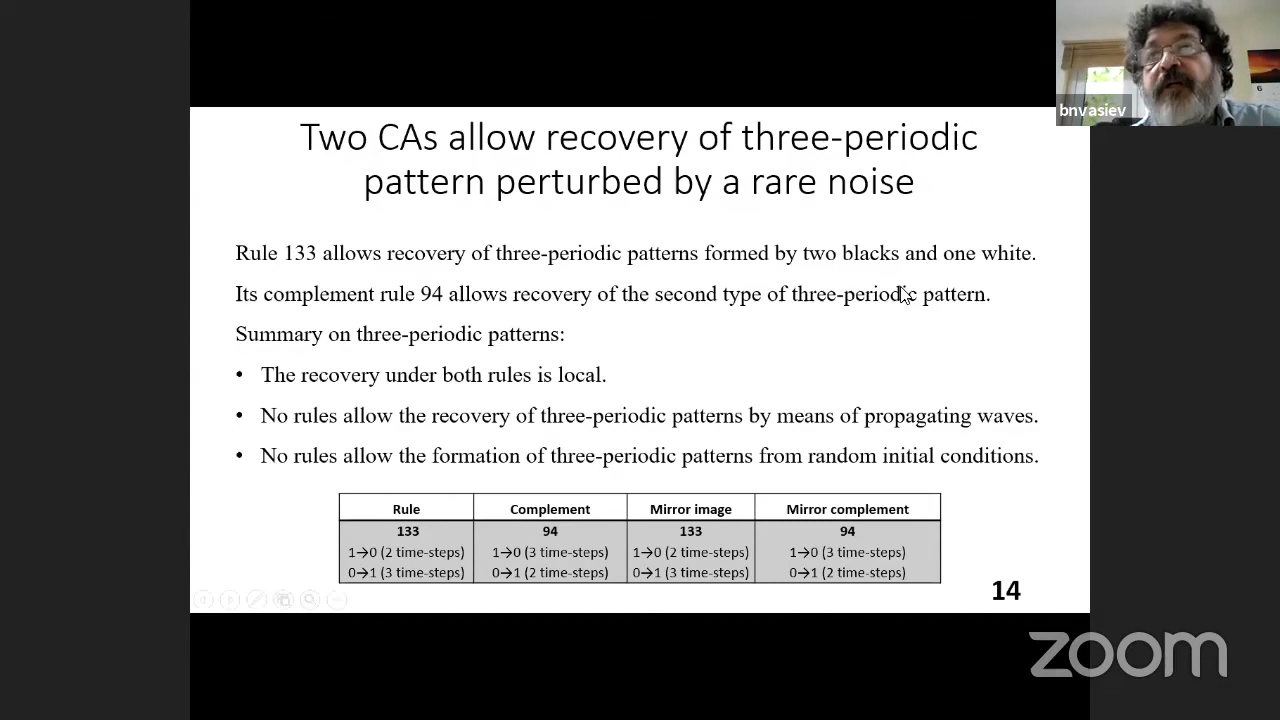 bnvasiev
Two CAs allow recovery of three-periodic
pattern perturbed by a rare noise
Rule 133 allows recovery of three-periodic patterns formed by two blacks and one white.
Its complement rule 94 allows recovery of the second type of three-periodic pattern.
Summary on three-periodic patterns:
• The recovery under both rules is local.
• No rules allow the recovery of three-periodic patterns by means of propagating waves.
• No rules allow the formation of three-periodic patterns from random initial conditions.
Rule Complement Mirror image Mirror complement
133 94 133 94
1→0 (2 time-steps) 1→0 (3 time-steps) 1→0 (2 time-steps) 1→0 (3 time-steps)
0→1 (3 time-steps) 0→1 (2 time-steps) 0→1 (3 time-steps) 0→1 (2 time-steps)
14
zoom